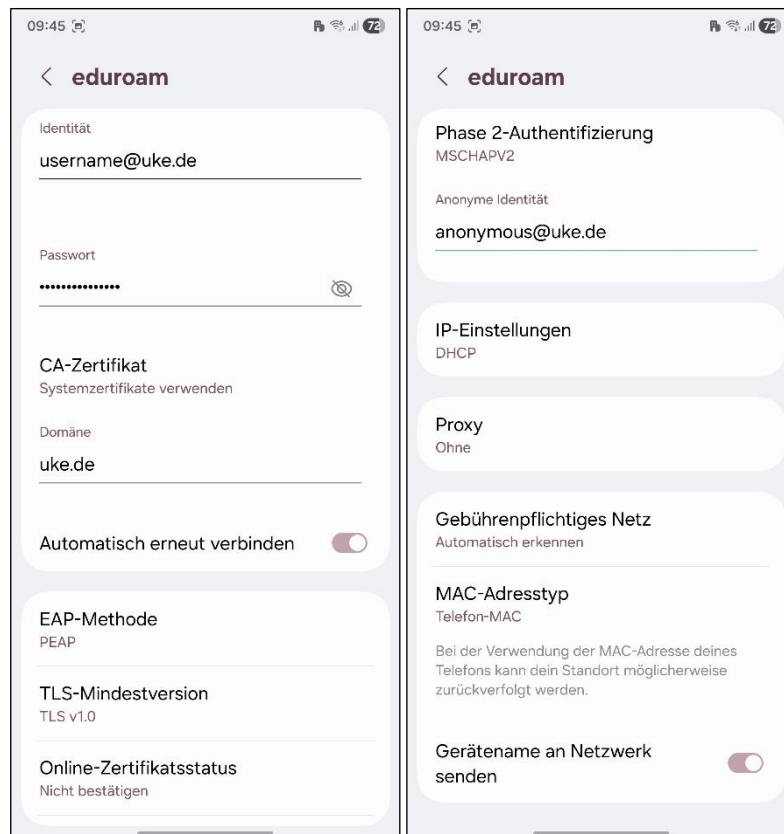 09:45
72
eduroam
Identität
username@uke.de
Passwort
•••••••••••••••
CA-Zertifikat
Systemzertifikate verwenden
Domäne
uke.de
Automatisch erneut verbinden
EAP-Methode
PEAP
TLS-Mindestversion
TLS v1.0
Online-Zertifikatsstatus
Nicht bestätigen
09:45
72
eduroam
Phase 2-Authentifizierung
MSCHAPV2
Anonyme Identität
anonymous@uke.de
IP-Einstellungen
DHCP
Proxy
Ohne
Gebührenpflichtiges Netz
Automatisch erkennen
MAC-Adresstyp
Telefon-MAC
Bei der Verwendung der MAC-Adresse deines
Telefons kann dein Standort möglicherweise
zurückverfolgt werden.
Gerätename an Netzwerk
senden